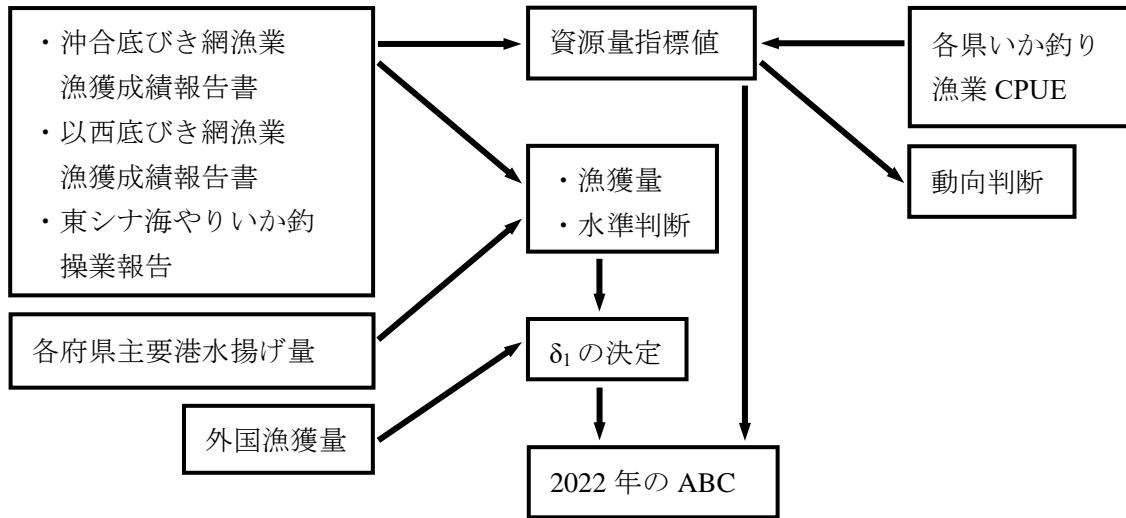 ・沖合底びき網漁業
漁獲成績報告書
・以西底びき網漁業
漁獲成績報告書
・東シナ海やりいか釣
操業報告
各府県主要港水揚げ量
外国漁獲量
資源量指標値
・漁獲量
・水準判断
δ₁ の決定
2022 年の ABC
各県いか釣り
漁業 CPUE
動向判断